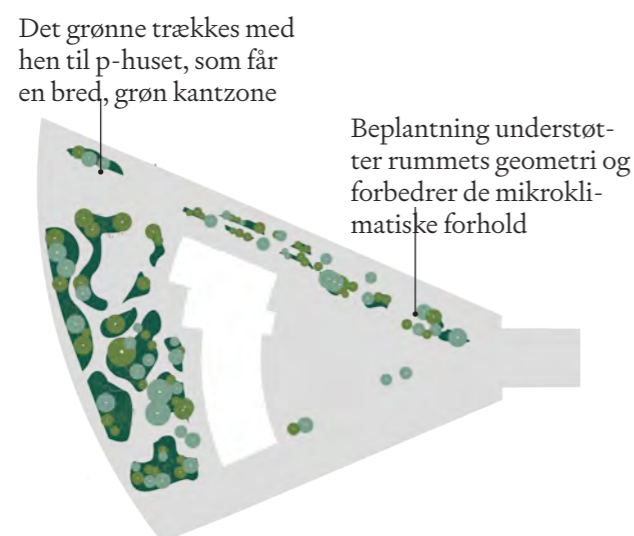 Det grønne trækkes med
hen til p-huset, som får
en bred, grøn kantzone
Beplantning understøt-
ter rummets geometri og
forbedrer de mikrokli-
matiske forhold